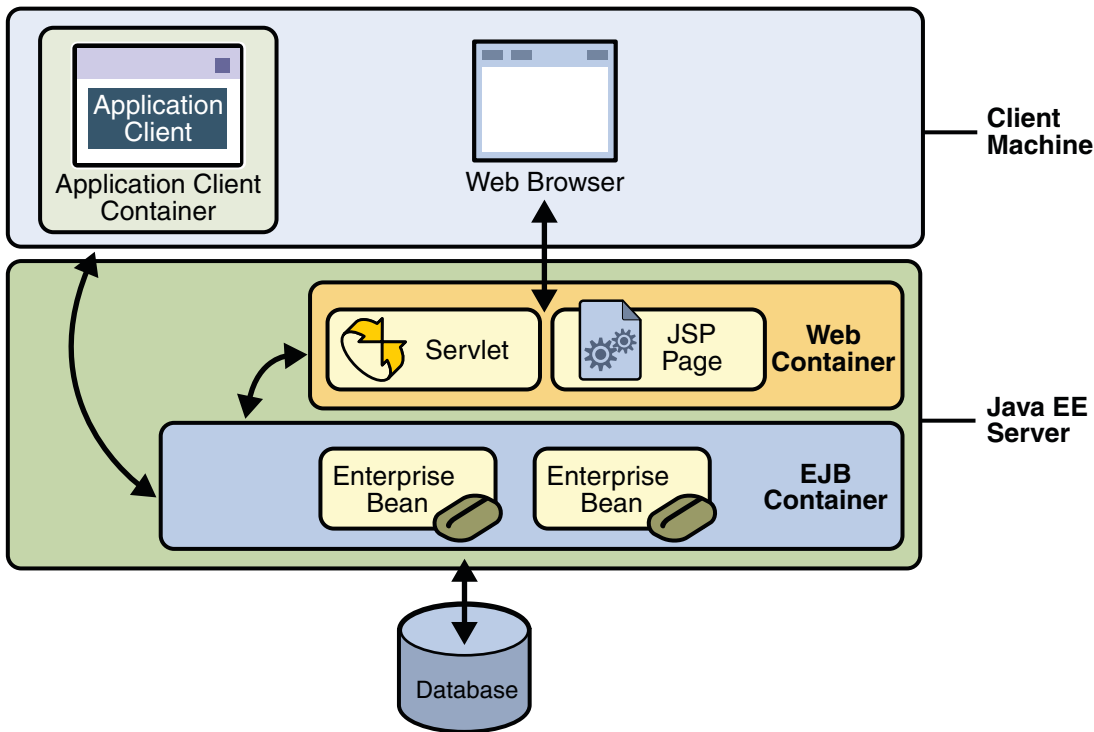 Application
Client
Application Client
Container
Web Browser
Client
Machine
Servlet
JSP
Page
Web
Container
Java EE
Server
Enterprise
Bean
Enterprise
Bean
EJB
Container
Database